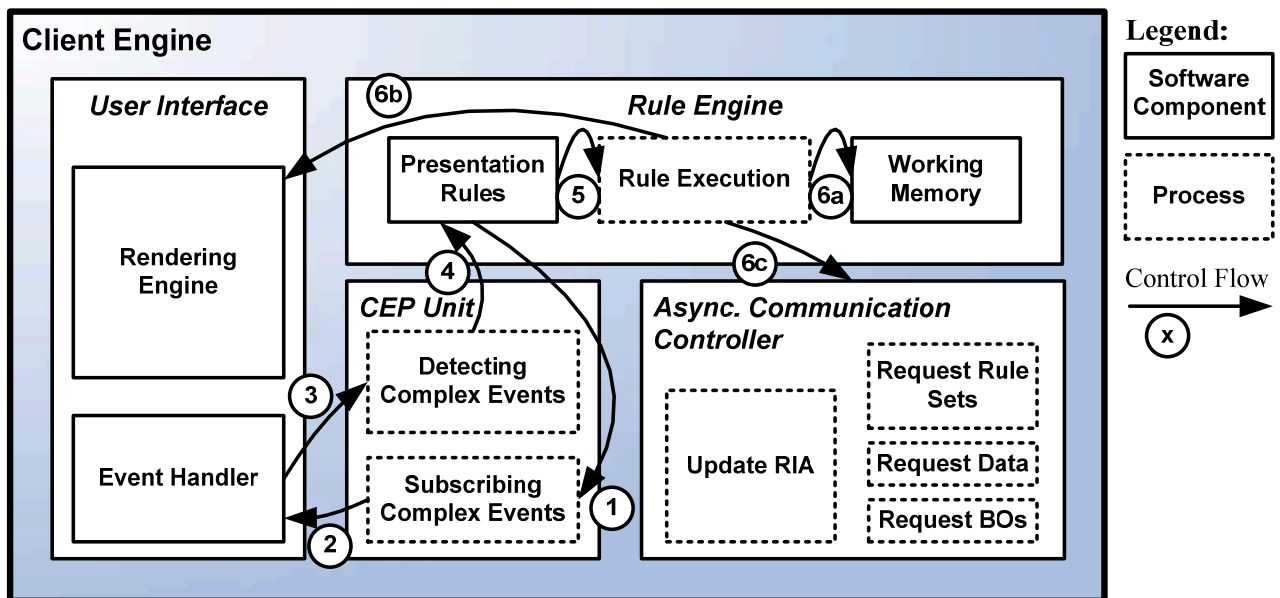 Client Engine
User Interface
Rendering
Engine
Event Handler
6b
Rule Engine
Presentation
Rules
5
Rule Execution
6a
Working
Memory
4
6c
CEP Unit
Detecting
Complex Events
3
Subscribing
Complex Events
1
2
Async. Communication
Controller
Update RIA
Request Rule
Sets
Request Data
Request BOs
Legend:
Software
Component
Process
Control Flow
x